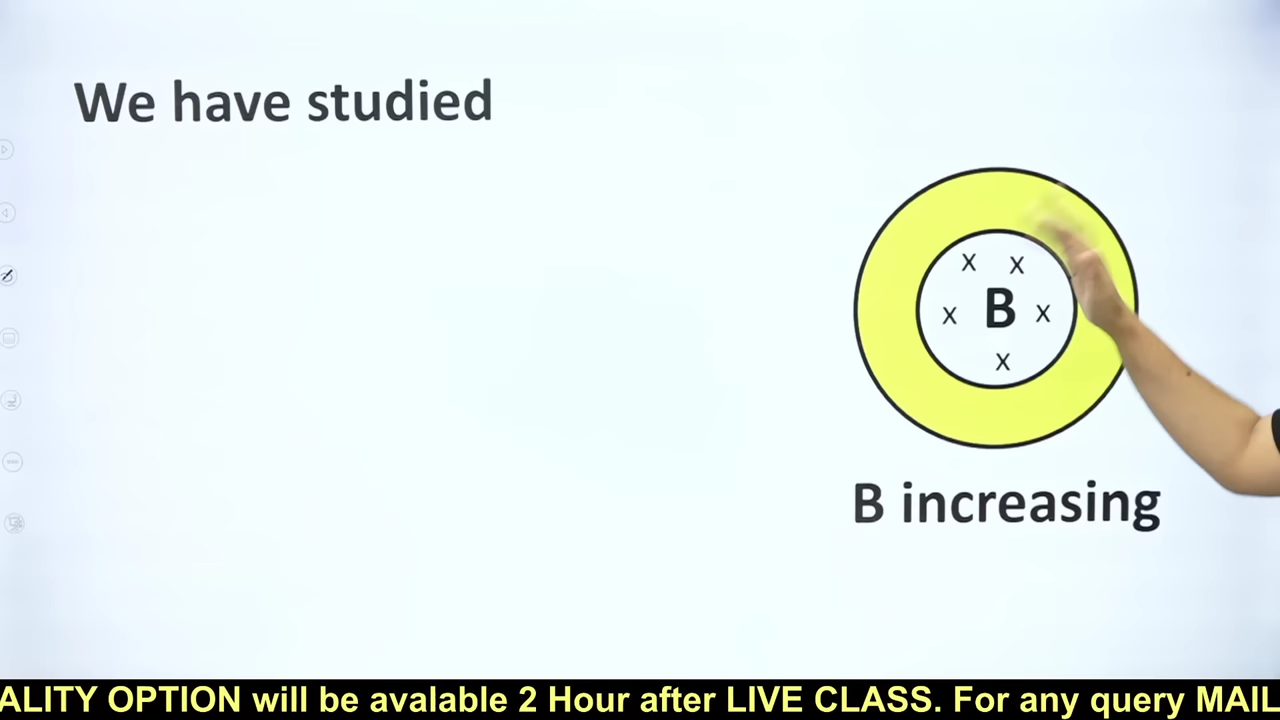 We have studied
x x
x B x
x
B increasing
ALITY OPTION will be avalable 2 Hour after LIVE CLASS. For any query MAIL